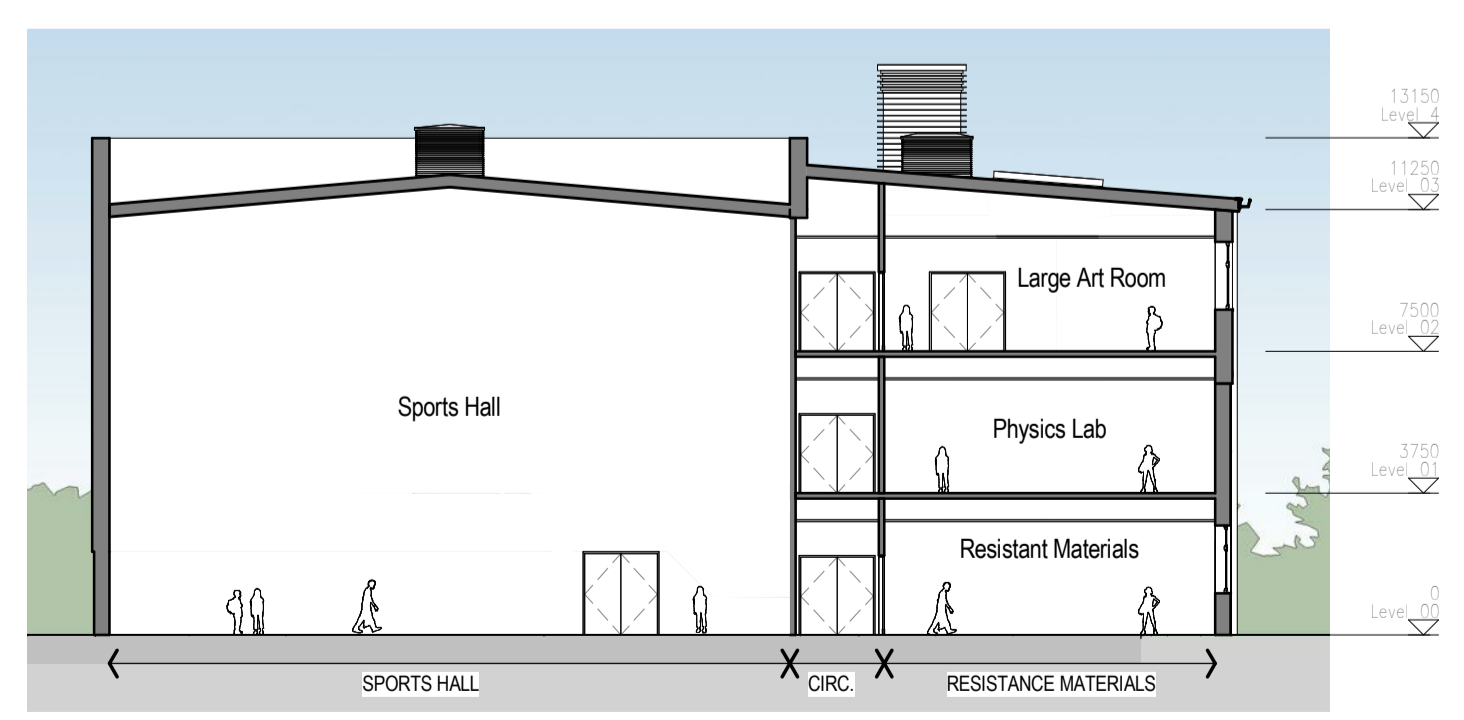 13150
Level_4
11250
Level_03
Large Art Room
7500
Level_02
Sports Hall
Physics Lab
3750
Level_01
Resistant Materials
0
Level_00
SPORTS HALL
CIRC.
RESISTANCE MATERIALS